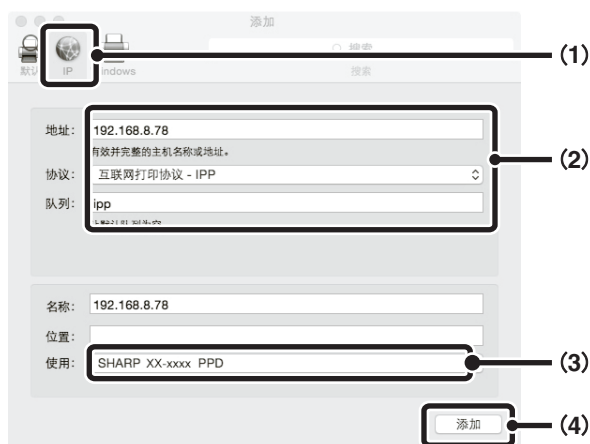 添加
搜索
(1)
IP
indows
搜索
地址: 192.168.8.78
有效并完整的主机名称或地址。
(2)
协议: 互联网打印协议 - IPP
队列: ipp
名称: 192.168.8.78
位置:
使用: SHARP XX-xxxx PPD
(3)
添加
(4)